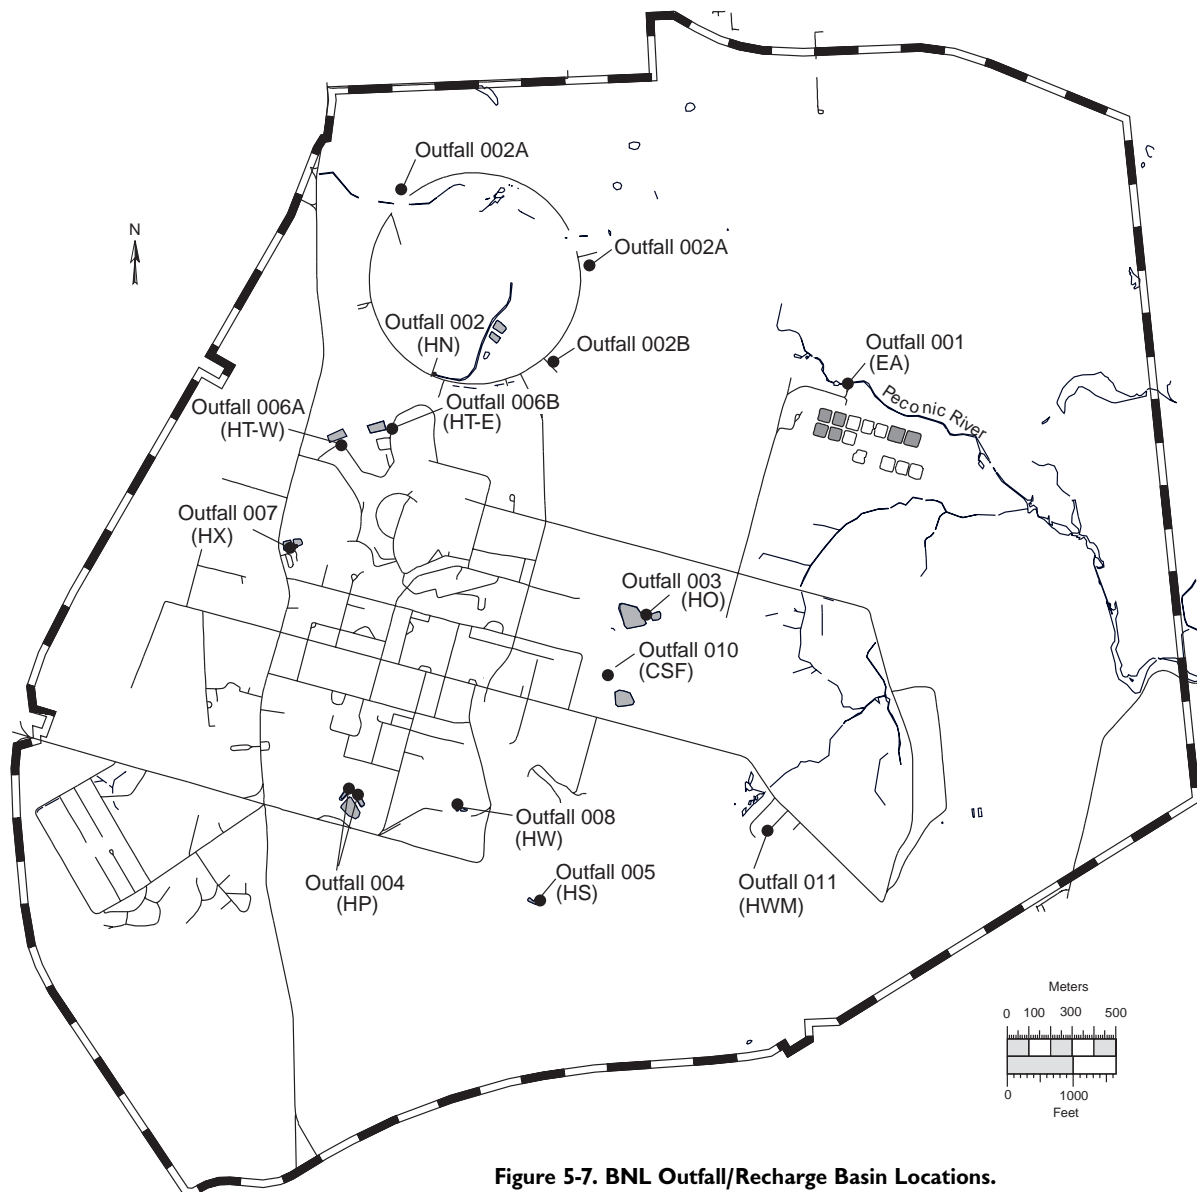 Outfall 002A
N
Outfall 002A
Outfall 002
(HN)
Outfall 002B
Outfall 001
(EA)
Peconic River
Outfall 006A
(HT-W)
Outfall 006B
(HT-E)
Outfall 007
(HX)
Outfall 003
(HO)
Outfall 010
(CSF)
Outfall 008
(HW)
Outfall 005
(HS)
Outfall 004
(HP)
Outfall 011
(HWM)
Meters
0 100 300 500
0 1000
Feet
Figure 5-7. BNL Outfall/Recharge Basin Locations.